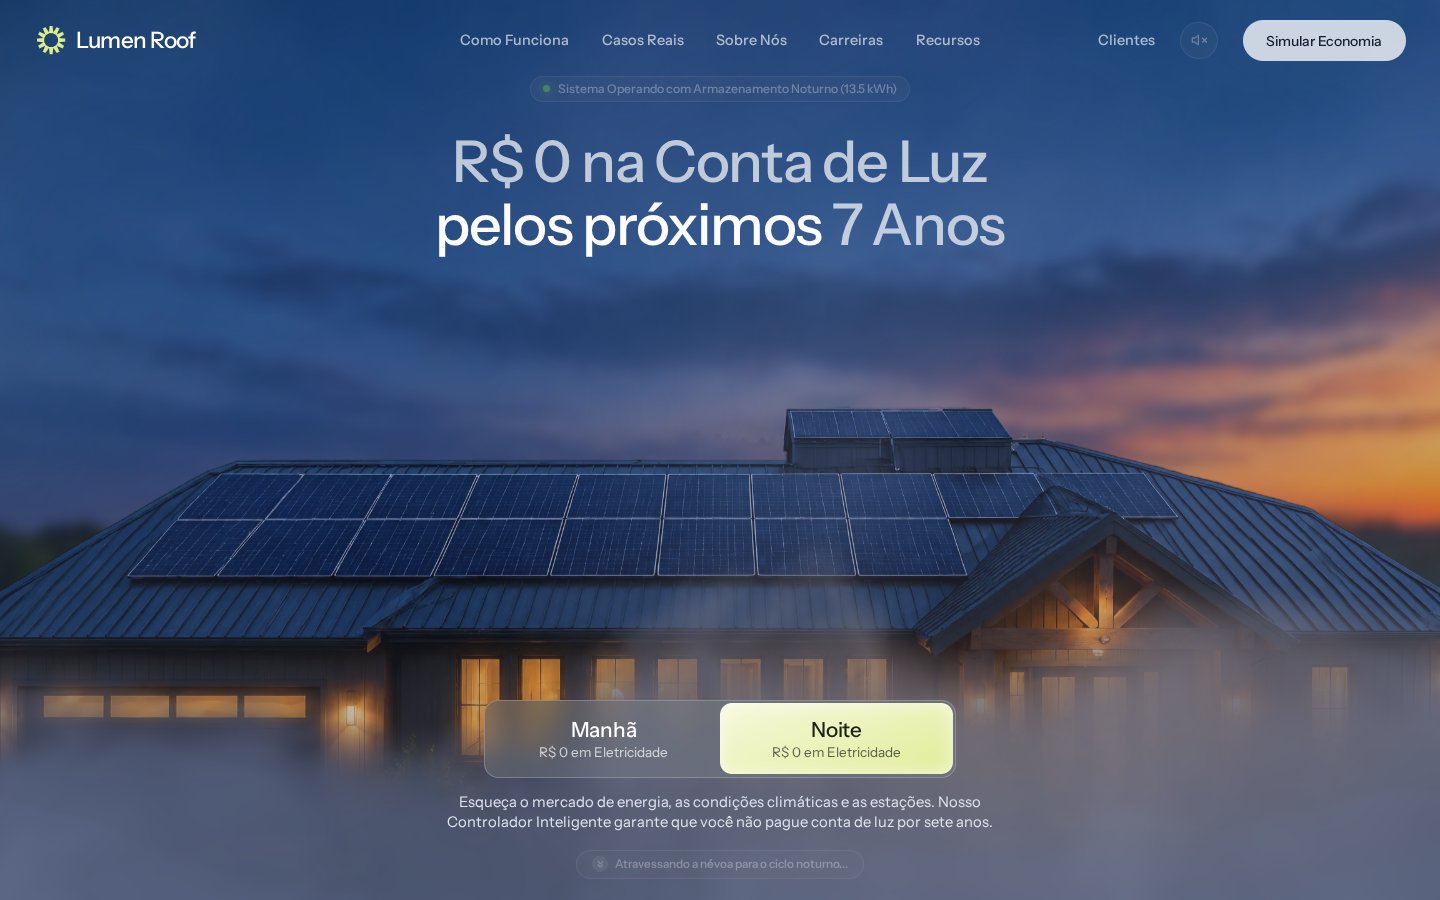 Lumen Roof
Como Funciona
Casos Reais
Sobre Nós
Carreiras
Recursos
Clientes
Simular Economia
Sistema Operando com Armazenamento Noturno (13.5 kWh)
R$ 0 na Conta de Luz
pelos próximos 7 Anos
Manhã
R$ 0 em Eletricidade
Noite
R$ 0 em Eletricidade
Esqueça o mercado de energia, as condições climáticas e as estações. Nosso
Controlador Inteligente garante que você não pague conta de luz por sete anos.
Atravessando a névoa para o ciclo noturno...